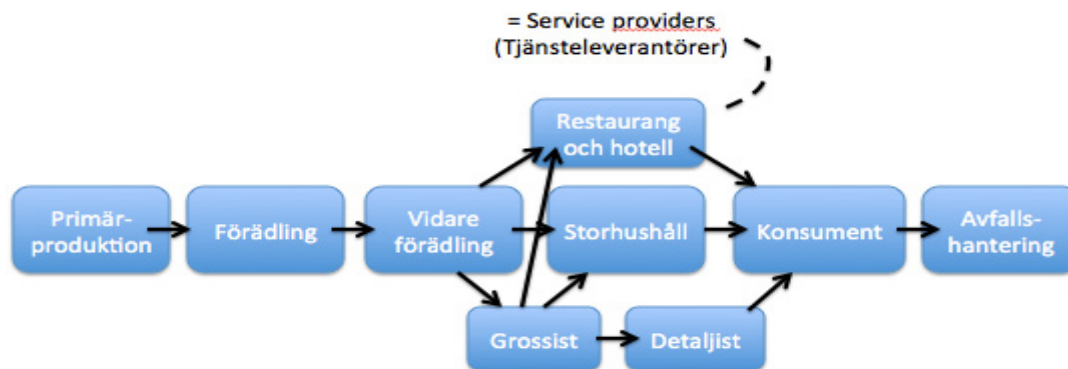 = Service providers
(Tjänsteleverantörer)
Restaurang
och hotell
Primär-
produktion
Förädling
Vidare
förädling
Storhushåll
Konsument
Avfalls-
hantering
Grossist
Detaljist